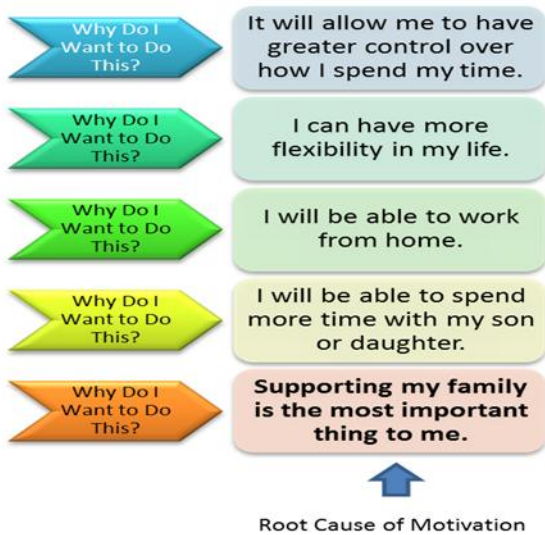 Why Do I
Want to Do
This?
It will allow me to have
greater control over
how I spend my time.
Why Do I
Want to Do
This?
I can have more
flexibility in my life.
Why Do I
Want to Do
This?
I will be able to work
from home.
Why Do I
Want to Do
This?
I will be able to spend
more time with my son
or daughter.
Why Do I
Want to Do
This?
Supporting my family
is the most important
thing to me.
Root Cause of Motivation